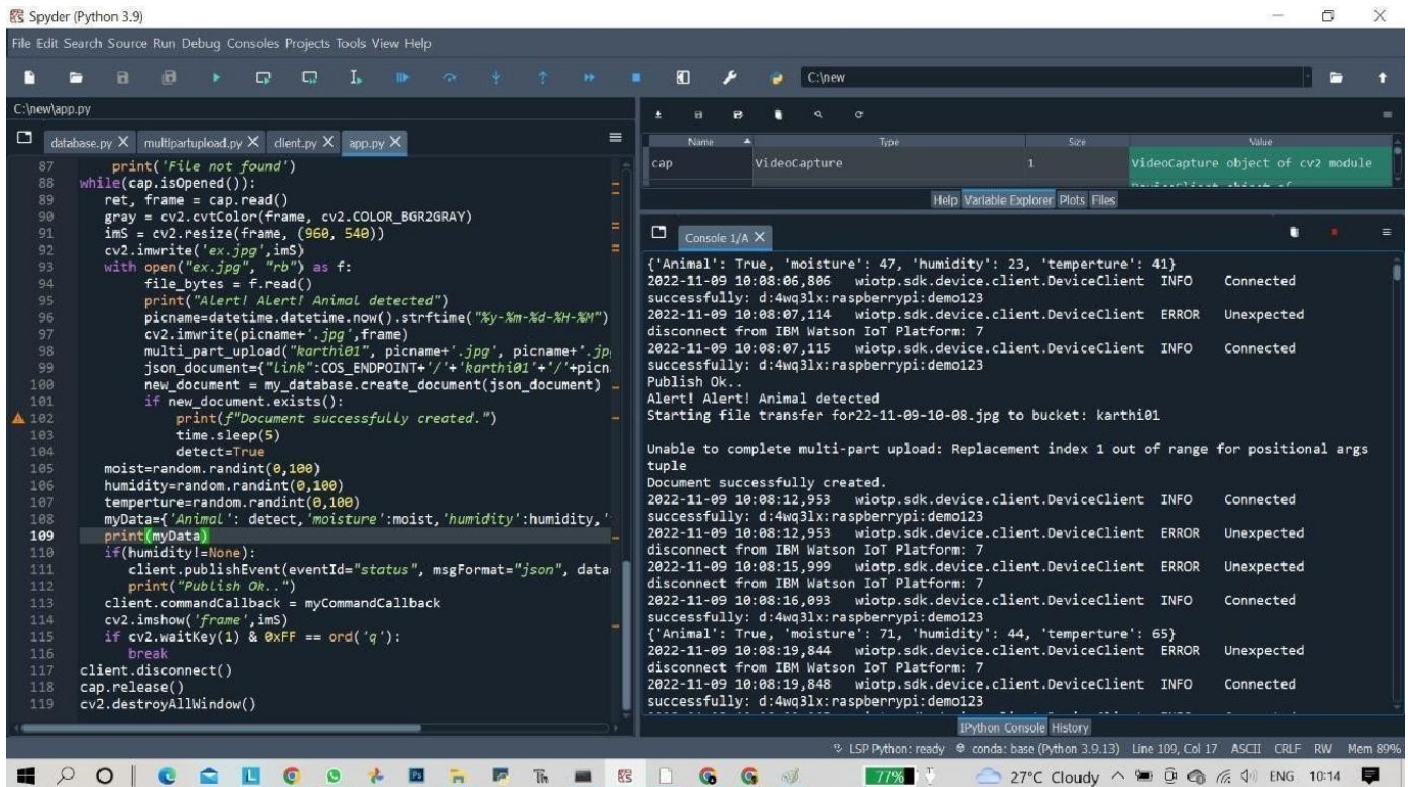 Spyder (Python 3.9)
File Edit Search Source Run Debug Consoles Projects Tools View Help
C:\new
C:\new\app.py
database.py X multipartupload.py X client.py X app.py X
87 print('File not found')
88 while(cap.isOpened()):
89 ret, frame = cap.read()
90 gray = cv2.cvtColor(frame, cv2.COLOR_BGR2GRAY)
91 imS = cv2.resize(frame, (960, 540))
92 cv2.imwrite('ex.jpg',imS)
93 with open("ex.jpg", "rb") as f:
94 file_bytes = f.read()
95 print("Alert! Alert! Animal detected")
96 picname=datetime.datetime.now().strftime("%y-%m-%d-%H-%M")
97 cv2.imwrite(picname+'.jpg',frame)
98 multi_part_upload("karthi01", picname+'.jpg', picname+'.jp
99 json_document={"link":COS_ENDPOINT+'/'+'karthi01'+'/'+picn
100 new_document = my_database.create_document(json_document)
101 if new_document.exists():
102 print(f"Document successfully created.")
103 time.sleep(5)
104 detect=True
105 moist=random.randint(0,100)
106 humidity=random.randint(0,100)
107 temperture=random.randint(0,100)
108 myData={'Animal': detect,'moisture':moist,'humidity':humidity,'
109 print(myData)
110 if(humidity!=None):
111 client.publishEvent(eventId="status", msgFormat="json", data
112 print("Publish Ok..")
113 client.commandCallback = myCommandCallback
114 cv2.imshow('frame',imS)
115 if cv2.waitKey(1) & 0xFF == ord('q'):
116 break
117 client.disconnect()
118 cap.release()
119 cv2.destroyAllWindow()
Name Type Size Value
cap VideoCapture 1 VideoCapture object of cv2 module
Help Variable Explorer Plots Files
Console 1/A X
{'Animal': True, 'moisture': 47, 'humidity': 23, 'temperture': 41}
2022-11-09 10:08:06,806 wiotp.sdk.device.client.DeviceClient INFO Connected
successfully: d:4wq3lx:raspberrypi:demo123
2022-11-09 10:08:07,114 wiotp.sdk.device.client.DeviceClient ERROR Unexpected
disconnect from IBM Watson IoT Platform: 7
2022-11-09 10:08:07,115 wiotp.sdk.device.client.DeviceClient INFO Connected
successfully: d:4wq3lx:raspberrypi:demo123
Publish Ok..
Alert! Alert! Animal detected
Starting file transfer for22-11-09-10-08.jpg to bucket: karthi01
Unable to complete multi-part upload: Replacement index 1 out of range for positional args
tuple
Document successfully created.
2022-11-09 10:08:12,953 wiotp.sdk.device.client.DeviceClient INFO Connected
successfully: d:4wq3lx:raspberrypi:demo123
2022-11-09 10:08:12,953 wiotp.sdk.device.client.DeviceClient ERROR Unexpected
disconnect from IBM Watson IoT Platform: 7
2022-11-09 10:08:15,999 wiotp.sdk.device.client.DeviceClient ERROR Unexpected
disconnect from IBM Watson IoT Platform: 7
2022-11-09 10:08:16,093 wiotp.sdk.device.client.DeviceClient INFO Connected
successfully: d:4wq3lx:raspberrypi:demo123
{'Animal': True, 'moisture': 71, 'humidity': 44, 'temperture': 65}
2022-11-09 10:08:19,844 wiotp.sdk.device.client.DeviceClient ERROR Unexpected
disconnect from IBM Watson IoT Platform: 7
2022-11-09 10:08:19,848 wiotp.sdk.device.client.DeviceClient INFO Connected
successfully: d:4wq3lx:raspberrypi:demo123
IPython Console History
LSP Python: ready conda: base (Python 3.9.13) Line 109, Col 17 ASCII CRLF RW Mem 89%
77% 27°C Cloudy ENG 10:14